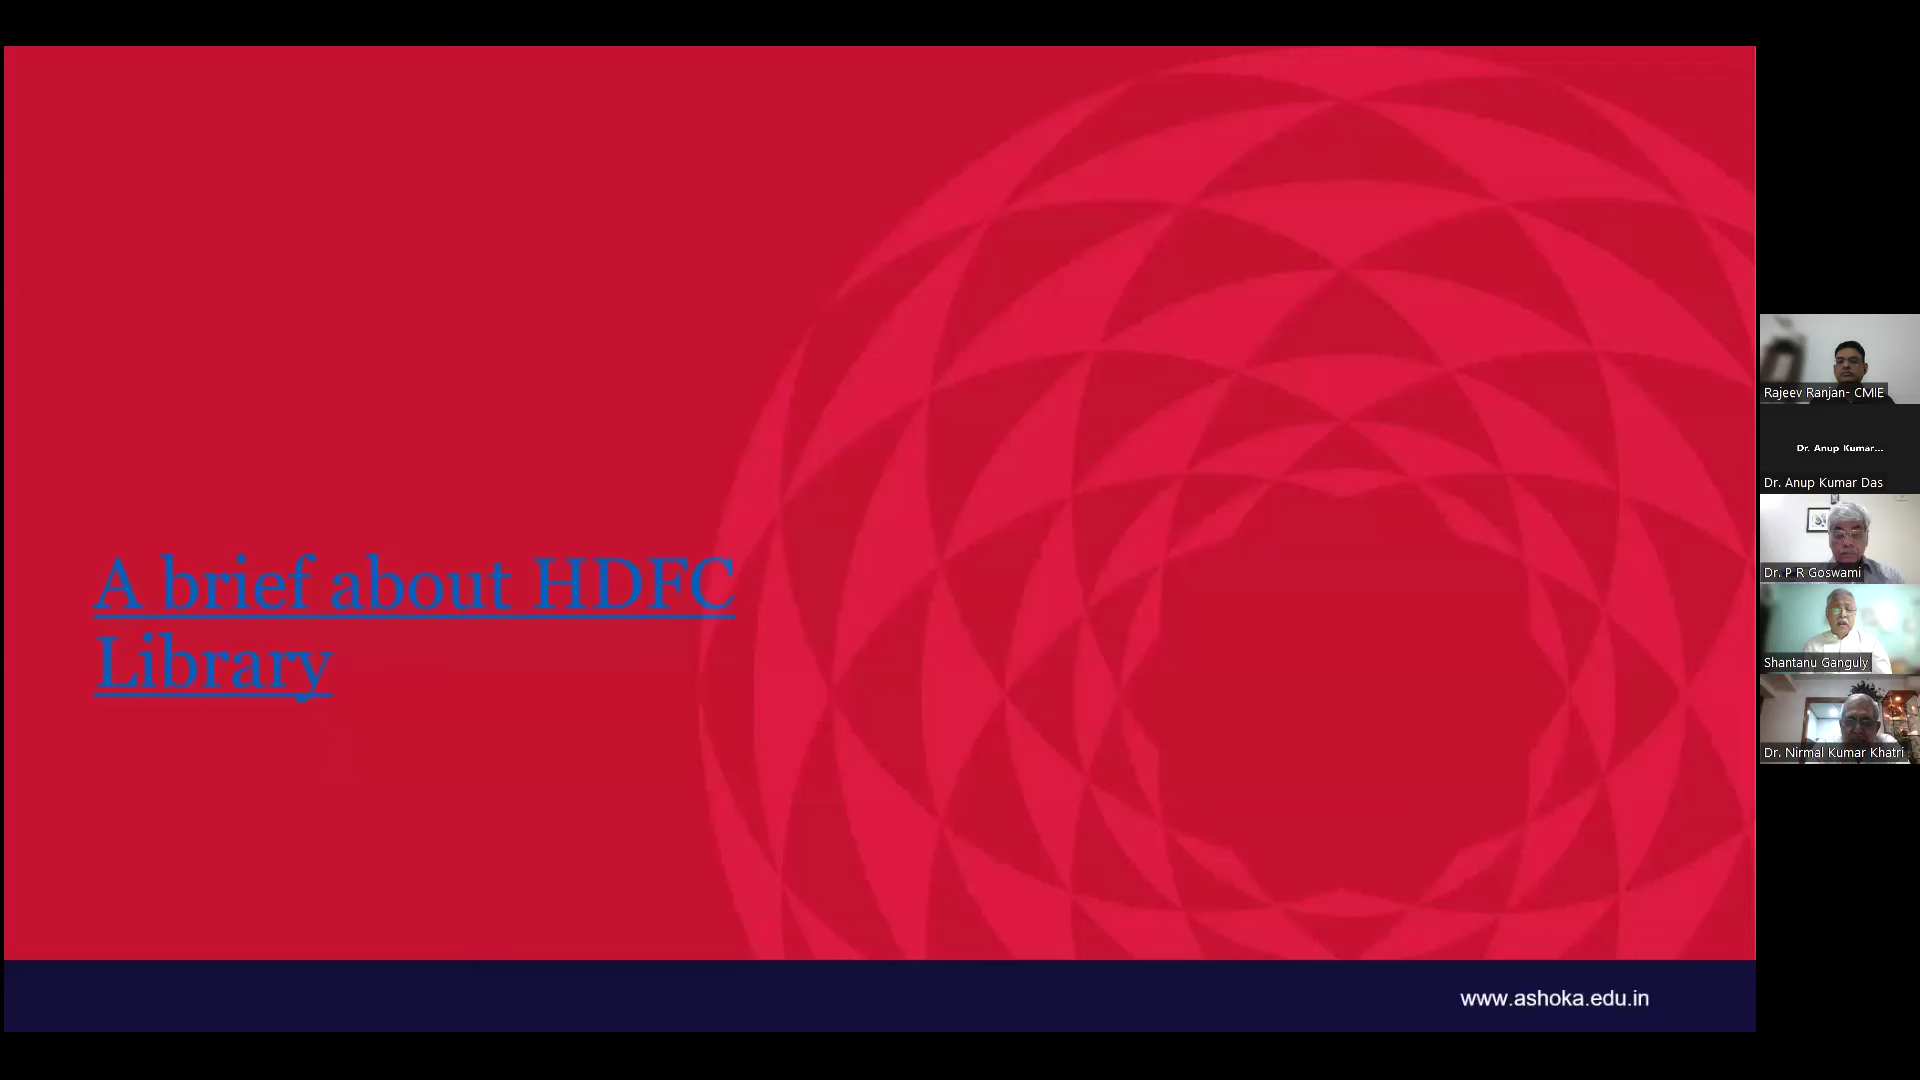 A brief about HDFC
Library
www.ashoka.edu.in
Rajeev Ranjan- CMIE
Dr. Anup Kumar...
Dr. Anup Kumar Das
Dr. P R Goswami
Shantanu Ganguly
Dr. Nirmal Kumar Khatri